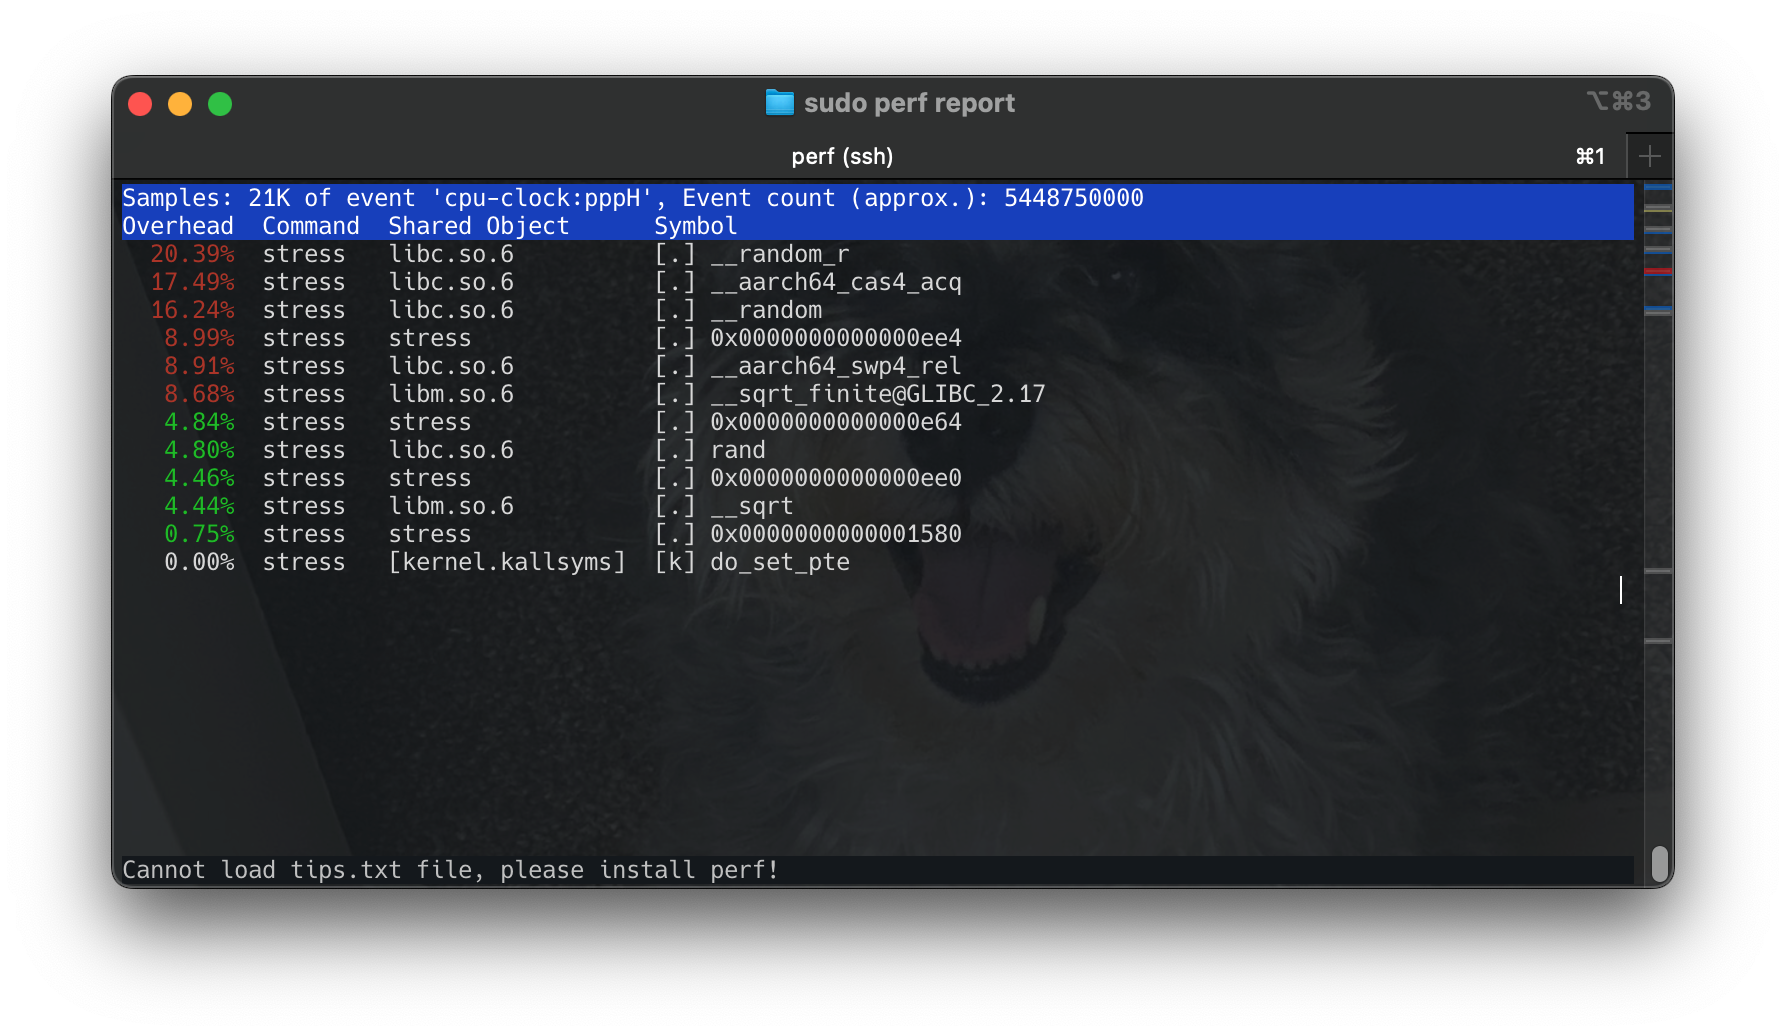 sudo perf report
⌥⌘3
perf (ssh)
⌘1
Samples: 21K of event 'cpu-clock:pppH', Event count (approx.): 5448750000
Overhead  Command  Shared Object      Symbol
20.39%  stress   libc.so.6          [.] __random_r
17.49%  stress   libc.so.6          [.] __aarch64_cas4_acq
16.24%  stress   libc.so.6          [.] __random
8.99%  stress   stress             [.] 0x0000000000000ee4
8.91%  stress   libc.so.6          [.] __aarch64_swp4_rel
8.68%  stress   libm.so.6          [.] __sqrt_finite@GLIBC_2.17
4.84%  stress   stress             [.] 0x0000000000000e64
4.80%  stress   libc.so.6          [.] rand
4.46%  stress   stress             [.] 0x0000000000000ee0
4.44%  stress   libm.so.6          [.] __sqrt
0.75%  stress   stress             [.] 0x0000000000001580
0.00%  stress   [kernel.kallsyms]  [k] do_set_pte
Cannot load tips.txt file, please install perf!